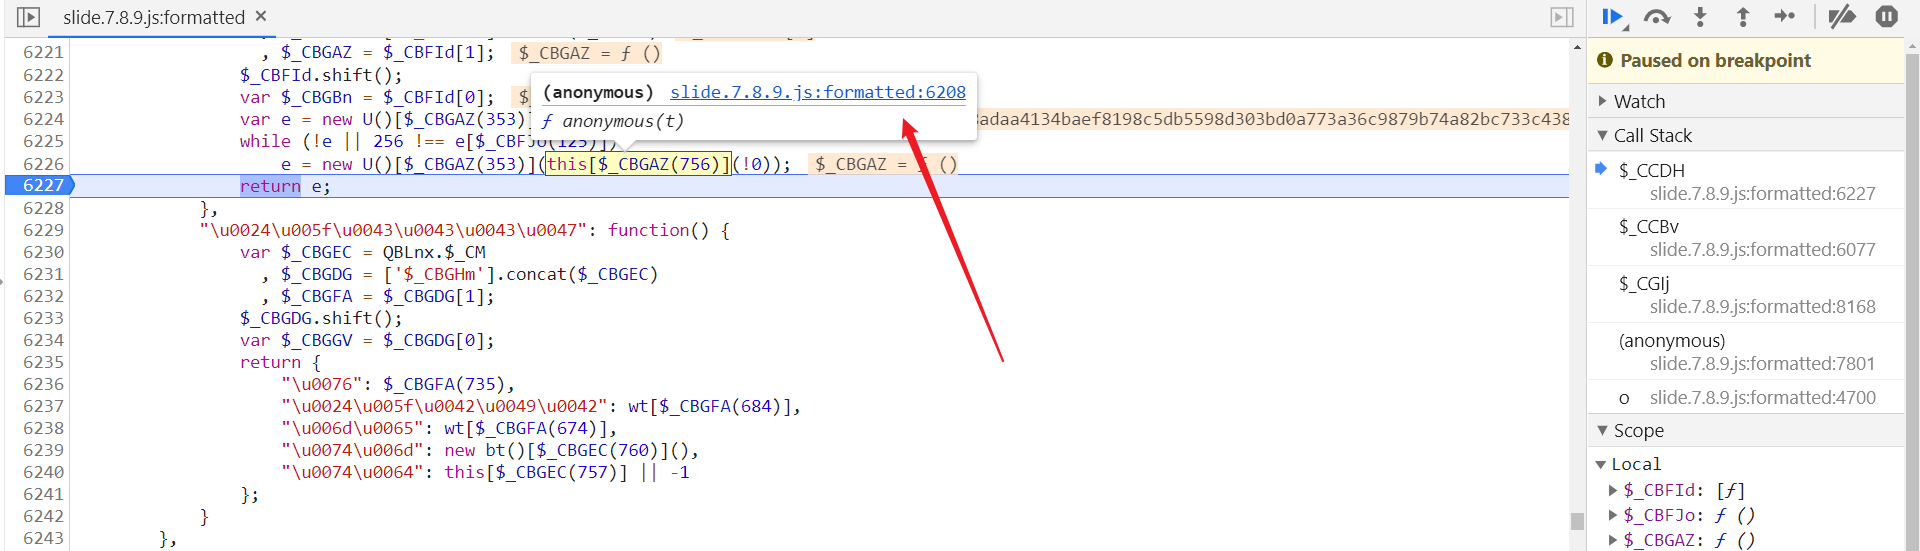 slide.7.8.9.js:formatted ×
6221 , $_CBGAZ = $_CBFId[1]; $_CBGAZ = ƒ ()
6222 $_CBFId.shift();
6223 var $_CBGBn = $_CBFId[0];
6224 var e = new U()[$_CBGAZ(353)] adaa4134baef8198c5db5598d303bd0a773a36c9879b74a82bc733c438
6225 while (!e || 256 !== e[$_CBFJo(125)])
6226 e = new U()[$_CBGAZ(353)](this[$_CBGAZ(756)](!0)); $_CBGAZ = ƒ ()
6227 return e;
6228 },
6229 "\u0024\u005f\u0043\u0043\u0043\u0047": function() {
6230 var $_CBGEC = QBLnx.$_CM
6231 , $_CBGDG = ['$_CBGHm'].concat($_CBGEC)
6232 , $_CBGFA = $_CBGDG[1];
6233 $_CBGDG.shift();
6234 var $_CBGGV = $_CBGDG[0];
6235 return {
6236 "\u0076": $_CBGFA(735),
6237 "\u0024\u005f\u0042\u0049\u0042": wt[$_CBGFA(684)],
6238 "\u006d\u0065": wt[$_CBGFA(674)],
6239 "\u0074\u006d": new bt()[$_CBGEC(760)](),
6240 "\u0074\u0064": this[$_CBGEC(757)] || -1
6241 };
6242 }
6243 },
(anonymous) slide.7.8.9.js:formatted:6208
ƒ anonymous(t)
Paused on breakpoint
Watch
Call Stack
$_CCDH
slide.7.8.9.js:formatted:6227
$_CCBv
slide.7.8.9.js:formatted:6077
$_CGIj
slide.7.8.9.js:formatted:8168
(anonymous)
slide.7.8.9.js:formatted:7801
o slide.7.8.9.js:formatted:4700
Scope
Local
$_CBFId: [ƒ]
$_CBFJo: ƒ ()
$_CBGAZ: ƒ ()